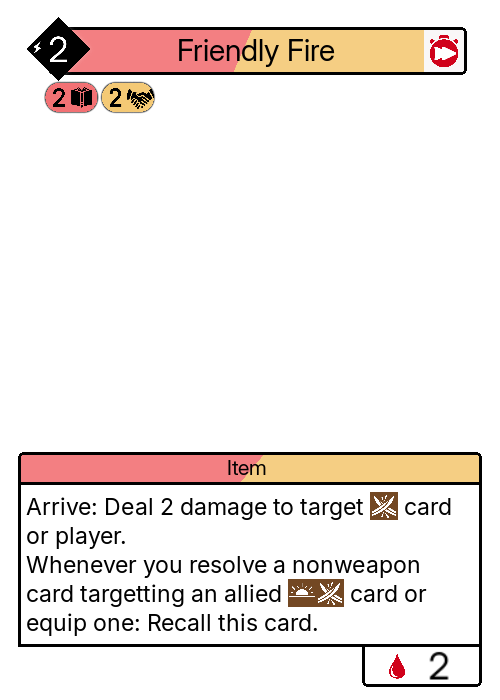 2 Friendly Fire
2 2
Item
Arrive: Deal 2 damage to target card
or player.
Whenever you resolve a nonweapon
card targetting an allied card or
equip one: Recall this card.
2